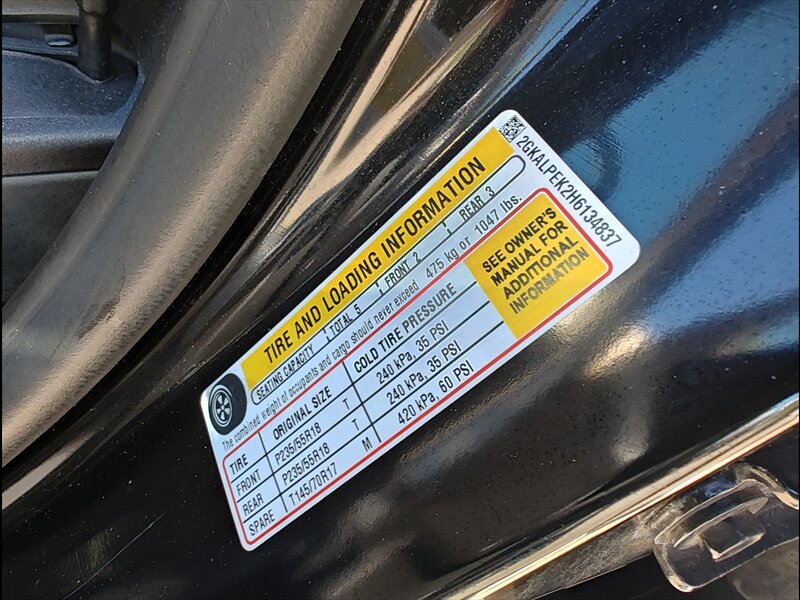 2GKALPEK2H6134837
TIRE AND LOADING INFORMATION
SEATING CAPACITY TOTAL 5 FRONT 2 REAR 3
The combined weight of occupants and cargo should never exceed 475 kg or 1047 lbs.
TIRE ORIGINAL SIZE COLD TIRE PRESSURE
FRONT P235/55R18 T 240 kPa, 35 PSI
REAR P235/55R18 T 240 kPa, 35 PSI
SPARE T145/70R17 M 420 kPa, 60 PSI
SEE OWNER'S
MANUAL FOR
ADDITIONAL
INFORMATION